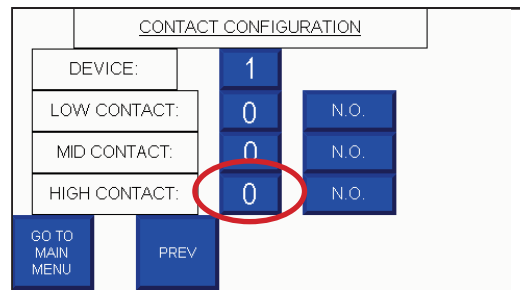 CONTACT CONFIGURATION
DEVICE: 1
LOW CONTACT: 0 N.O.
MID CONTACT: 0 N.O.
HIGH CONTACT: 0 N.O.
GO TO
MAIN
MENU
PREV